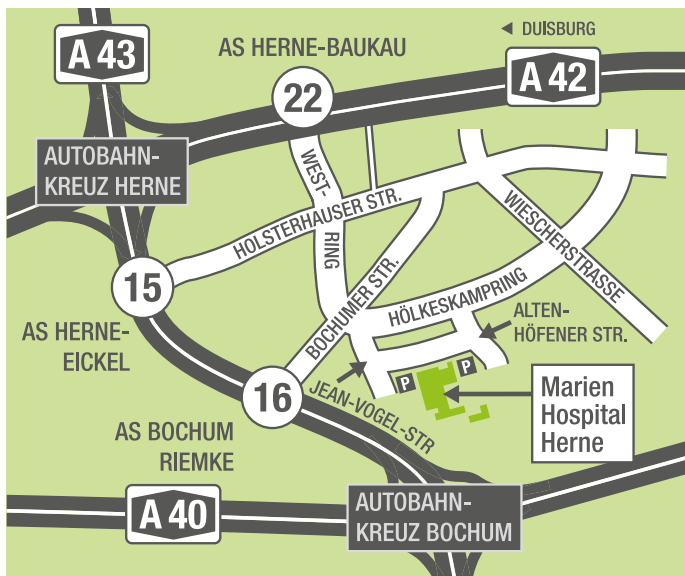 A 43
AS HERNE-BAUKAU
DUISBURG
22
A 42
AUTOBAHN-
KREUZ HERNE
WEST-
RING
HOLSTERHAUSER STR.
WIESCHERSTRASSE
15
BOCHUMER STR.
HÖLKESKAMPRING
AS HERNE-
EICKEL
ALTEN-
HÖFENER STR.
16
JEAN-VOGEL-STR
P
P
Marien
Hospital
Herne
AS BOCHUM
RIEMKE
A 40
AUTOBAHN-
KREUZ BOCHUM